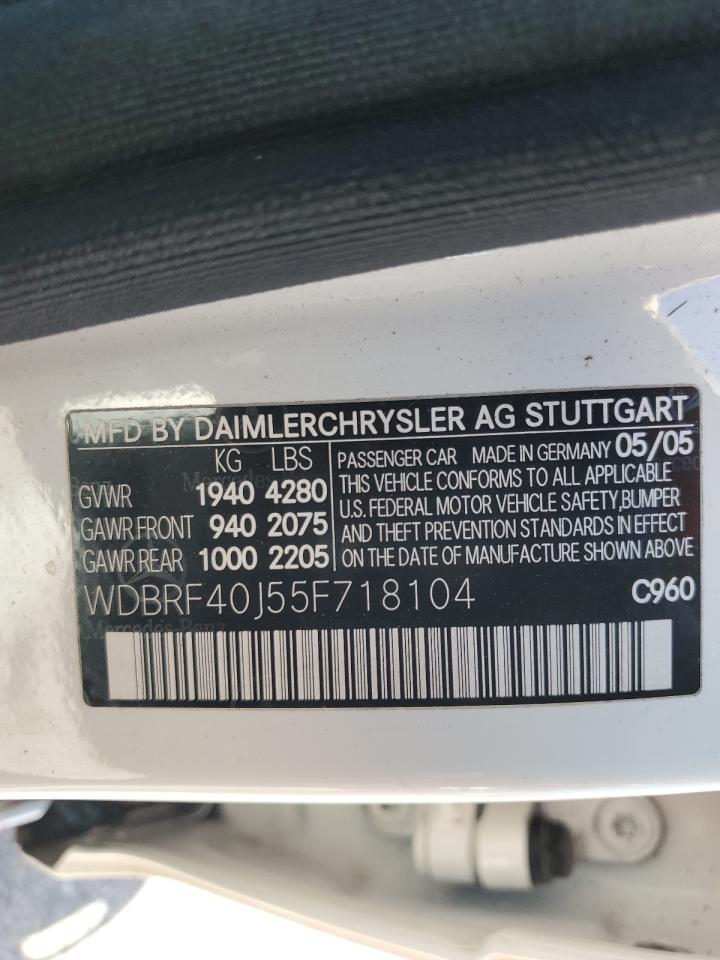 MFD BY DAIMLERCHRYSLER AG STUTTGART
KG LBS
GVWR 1940 4280
GAWR FRONT 940 2075
GAWR REAR 1000 2205
PASSENGER CAR MADE IN GERMANY 05/05
THIS VEHICLE CONFORMS TO ALL APPLICABLE
U.S. FEDERAL MOTOR VEHICLE SAFETY,BUMPER
AND THEFT PREVENTION STANDARDS IN EFFECT
ON THE DATE OF MANUFACTURE SHOWN ABOVE
WDBRF40J55F718104 C960
Mercedes-Benz